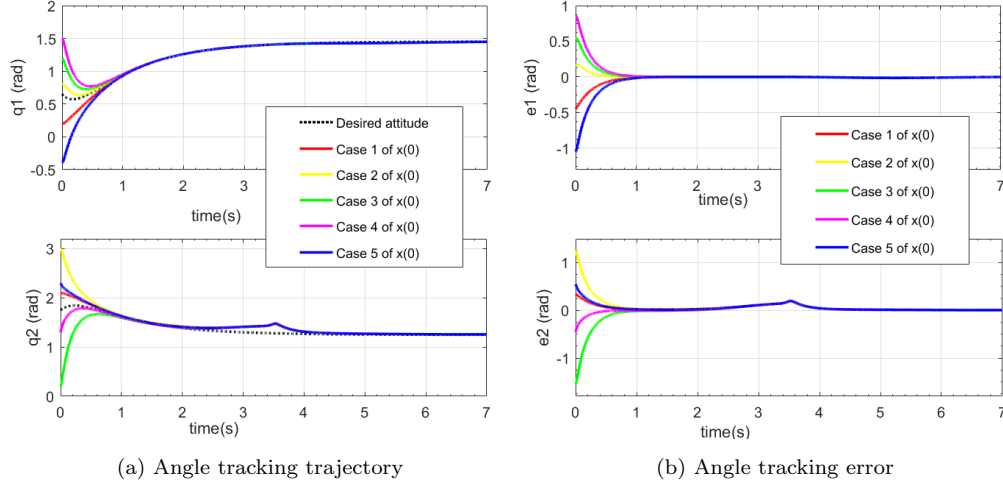 1.5
1
0.5
0
-0.5
q1 (rad)
0 1 2 3 4 5 6 7
time(s)
Desired attitude
Case 1 of x(0)
Case 2 of x(0)
Case 3 of x(0)
Case 4 of x(0)
Case 5 of x(0)
3
2
1
0
q2 (rad)
0 1 2 3 4 5 6 7
time(s)
(a) Angle tracking trajectory
1
0.5
0
-0.5
-1
e1 (rad)
0 1 2 3 4 5 6 7
time(s)
Case 1 of x(0)
Case 2 of x(0)
Case 3 of x(0)
Case 4 of x(0)
Case 5 of x(0)
1
0
-1
e2 (rad)
0 1 2 3 4 5 6 7
time(s)
(b) Angle tracking error